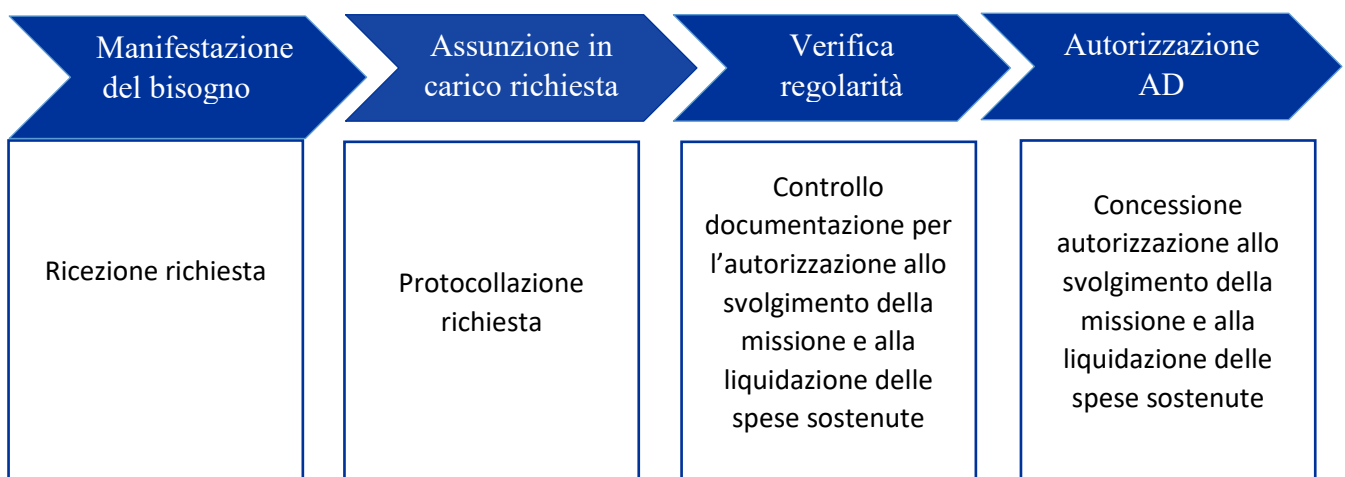 Manifestazione
del bisogno
Assunzione in
carico richiesta
Verifica
regolarità
Autorizzazione
AD
Ricezione richiesta
Protocollazione
richiesta
Controllo
documentazione per
l’autorizzazione allo
svolgimento della
missione e alla
liquidazione delle
spese sostenute
Concessione
autorizzazione allo
svolgimento della
missione e alla
liquidazione delle
spese sostenute